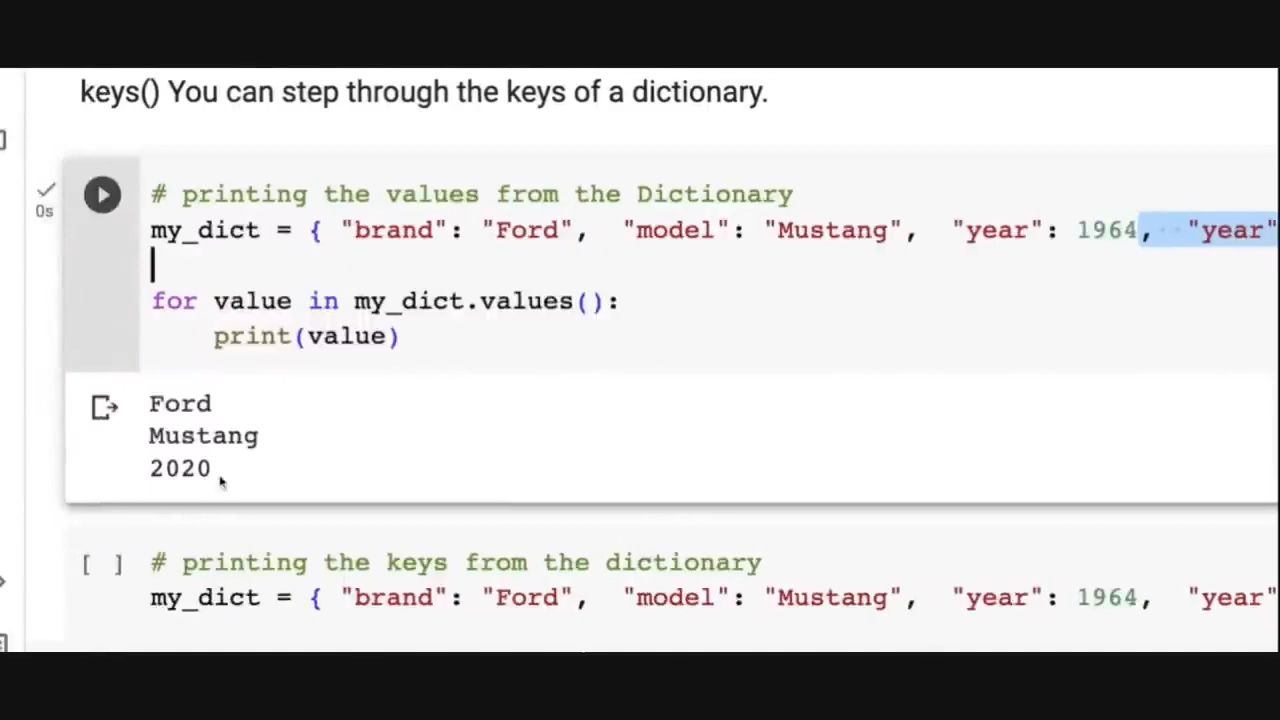 keys() You can step through the keys of a dictionary.
0s
# printing the values from the Dictionary
my_dict = { "brand": "Ford",  "model": "Mustang",  "year": 1964,  "year"
for value in my_dict.values():
    print(value)
Ford
Mustang
2020
[ ]
# printing the keys from the dictionary
my_dict = { "brand": "Ford",  "model": "Mustang",  "year": 1964,  "year"